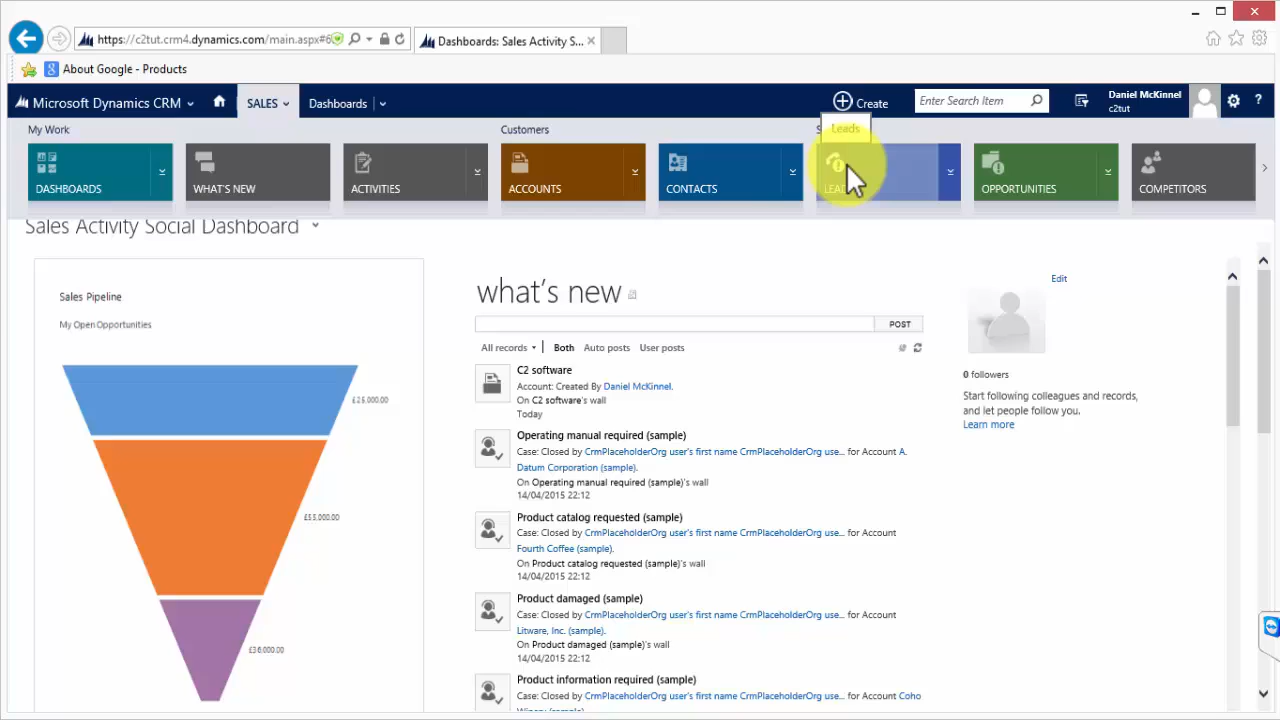 https://c2tut.crm4.dynamics.com/main.aspx#6
Dashboards: Sales Activity S...
About Google - Products
Microsoft Dynamics CRM
SALES
Dashboards
Create
Enter Search Item
Daniel McKinnel
c2tut
?
My Work
Customers
Leads
DASHBOARDS
WHAT'S NEW
ACTIVITIES
ACCOUNTS
CONTACTS
OPPORTUNITIES
COMPETITORS
Sales Activity Social Dashboard
Sales Pipeline
My Open Opportunities
£55,000.00
£36,000.00
what's new
POST
All records
Both
Auto posts
User posts
C2 software
Account: Created By Daniel McKinnel.
On C2 software's wall
Today
Operating manual required (sample)
Case: Closed by CrmPlaceholderOrg user's first name CrmPlaceholderOrg use... for Account A.
Datum Corporation (sample).
On Operating manual required (sample)'s wall
14/04/2015 22:12
Product catalog requested (sample)
Case: Closed by CrmPlaceholderOrg user's first name CrmPlaceholderOrg use... for Account
Fourth Coffee (sample).
On Product catalog requested (sample)'s wall
14/04/2015 22:12
Product damaged (sample)
Case: Closed by CrmPlaceholderOrg user's first name CrmPlaceholderOrg use... for Account
Litware, Inc. (sample).
On Product damaged (sample)'s wall
14/04/2015 22:12
Product information required (sample)
Case: Closed by CrmPlaceholderOrg user's first name CrmPlaceholderOrg use... for Account Coho
Winery (sample).
Edit
0 followers
Start following colleagues and records,
and let people follow you.
Learn more